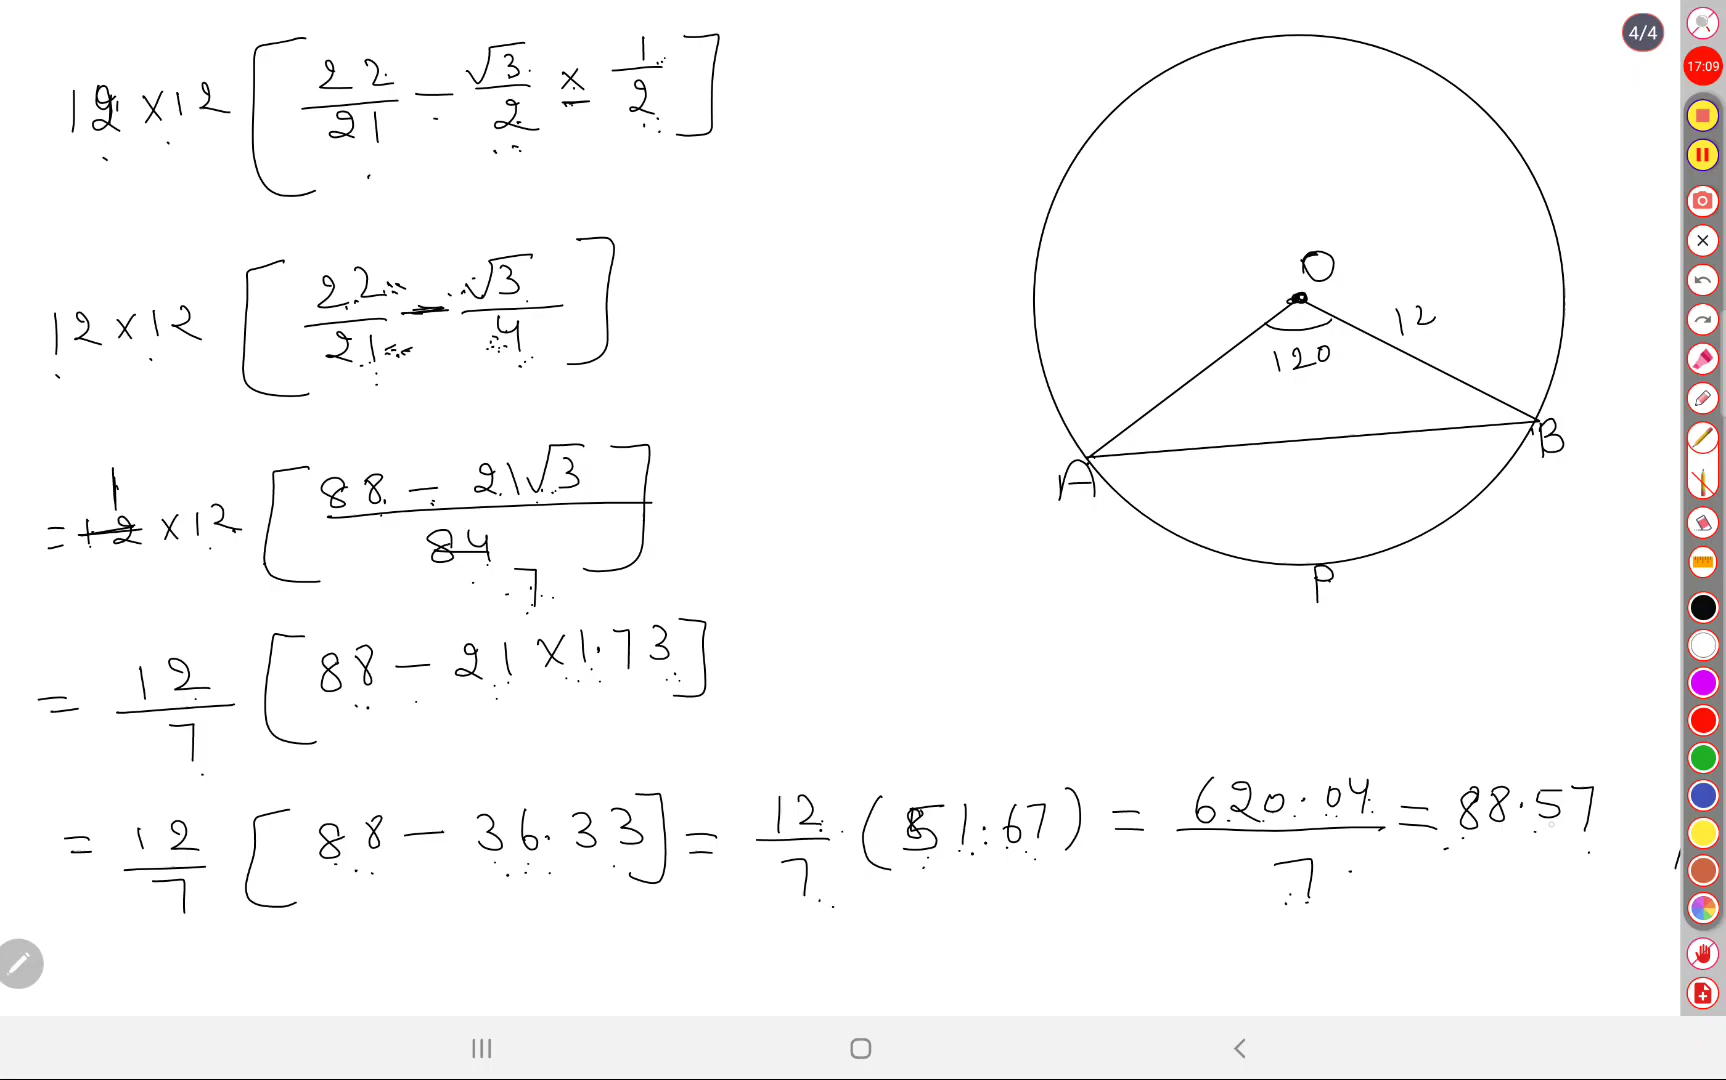 12 × 12 [ 22/21 - √3/2 × 1/2 ]
12 × 12 [ 22/21 - √3/4 ]
= 12 × 12 [ 88 - 21√3 / 84 ]
1
7
= 12/7 [ 88 - 21 × 1.73 ]
= 12/7 [ 88 - 36.33 ] = 12/7 ( 51.67 ) = 620.04/7 = 88.57
O
12
120
A
B
P
4/4
17:09